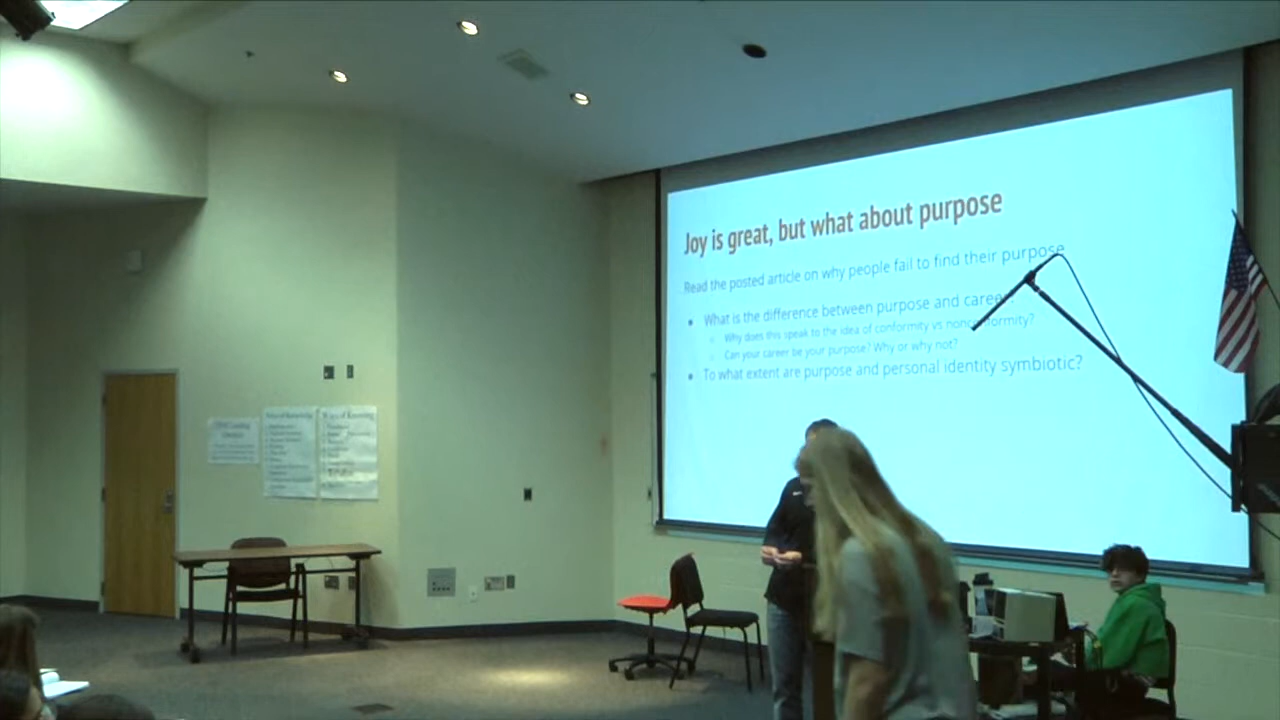 Joy is great, but what about purpose
Read the posted article on why people fail to find their purpose
What is the difference between purpose and career
Why does this speak to the idea of conformity vs nonconformity?
Can your career be your purpose? Why or why not?
To what extent are purpose and personal identity symbiotic?
Ways of Knowing